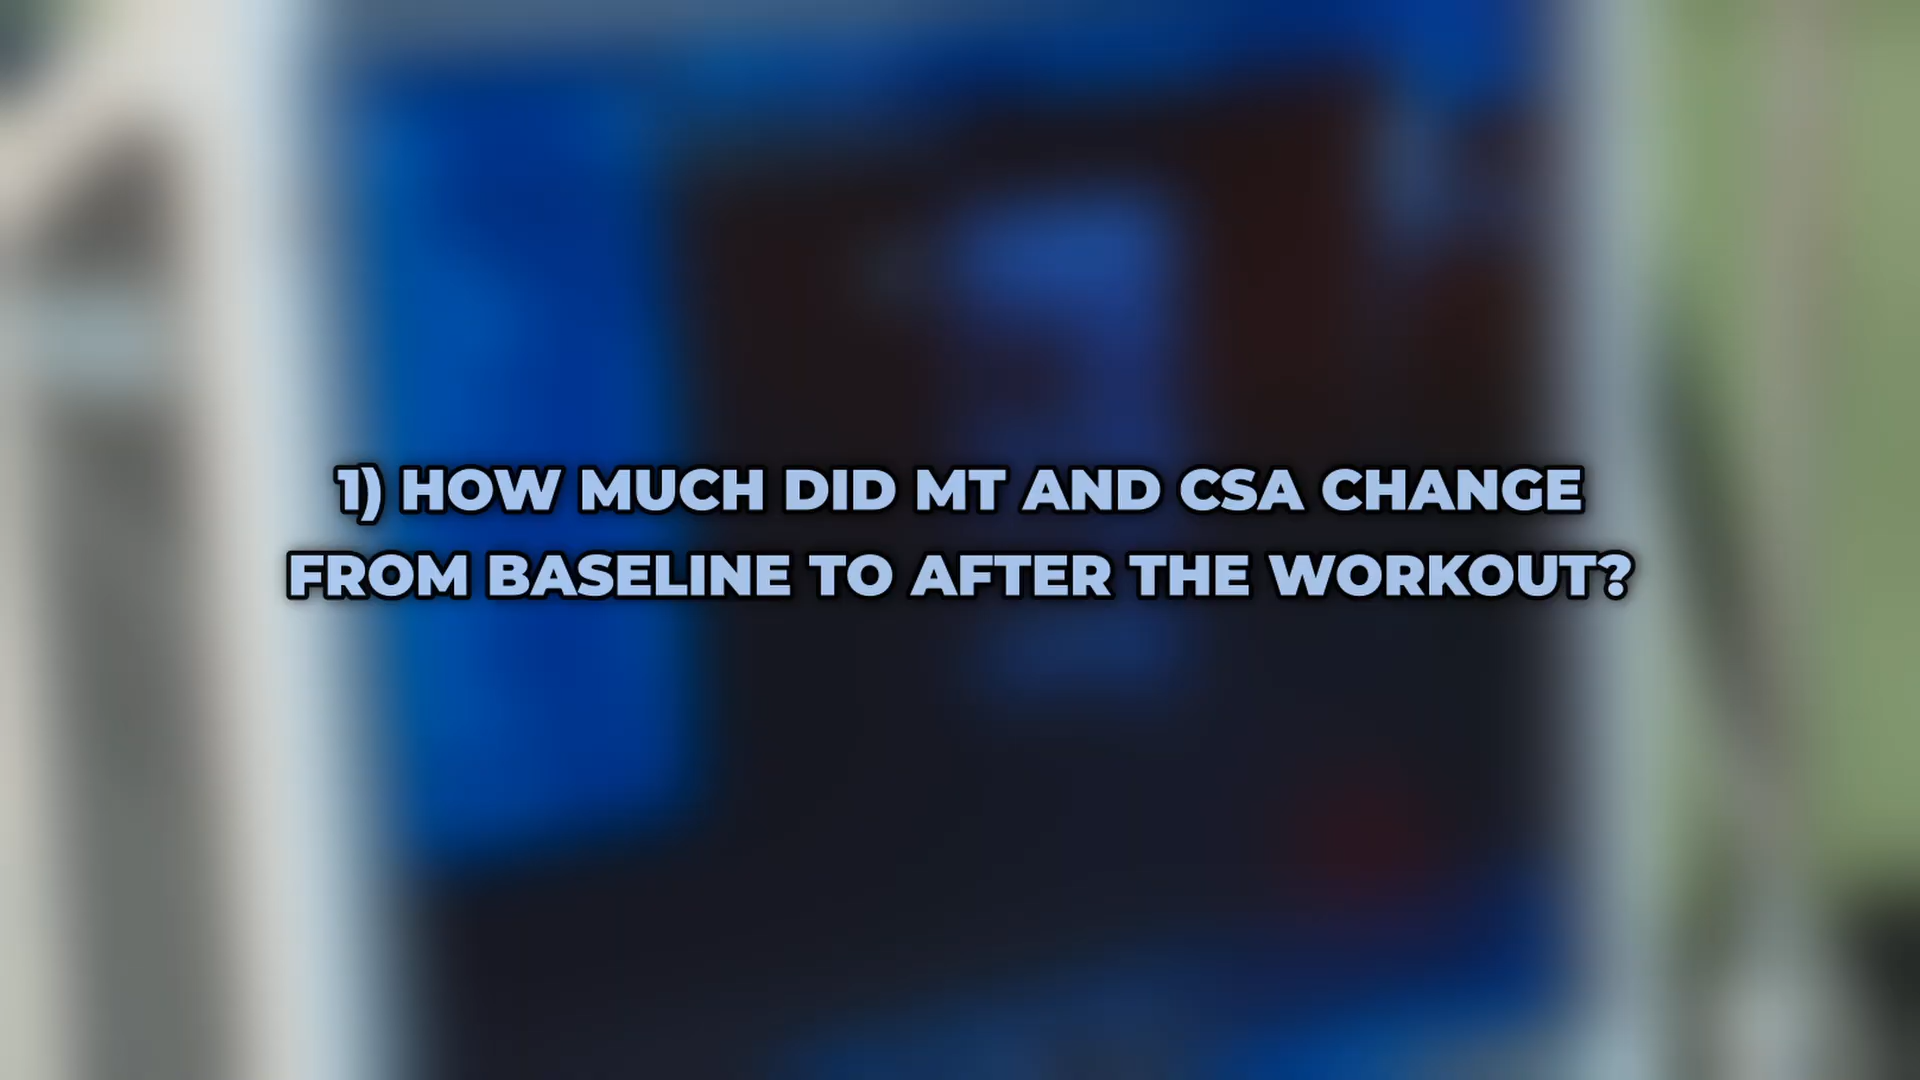 1) HOW MUCH DID MT AND CSA CHANGE
FROM BASELINE TO AFTER THE WORKOUT?